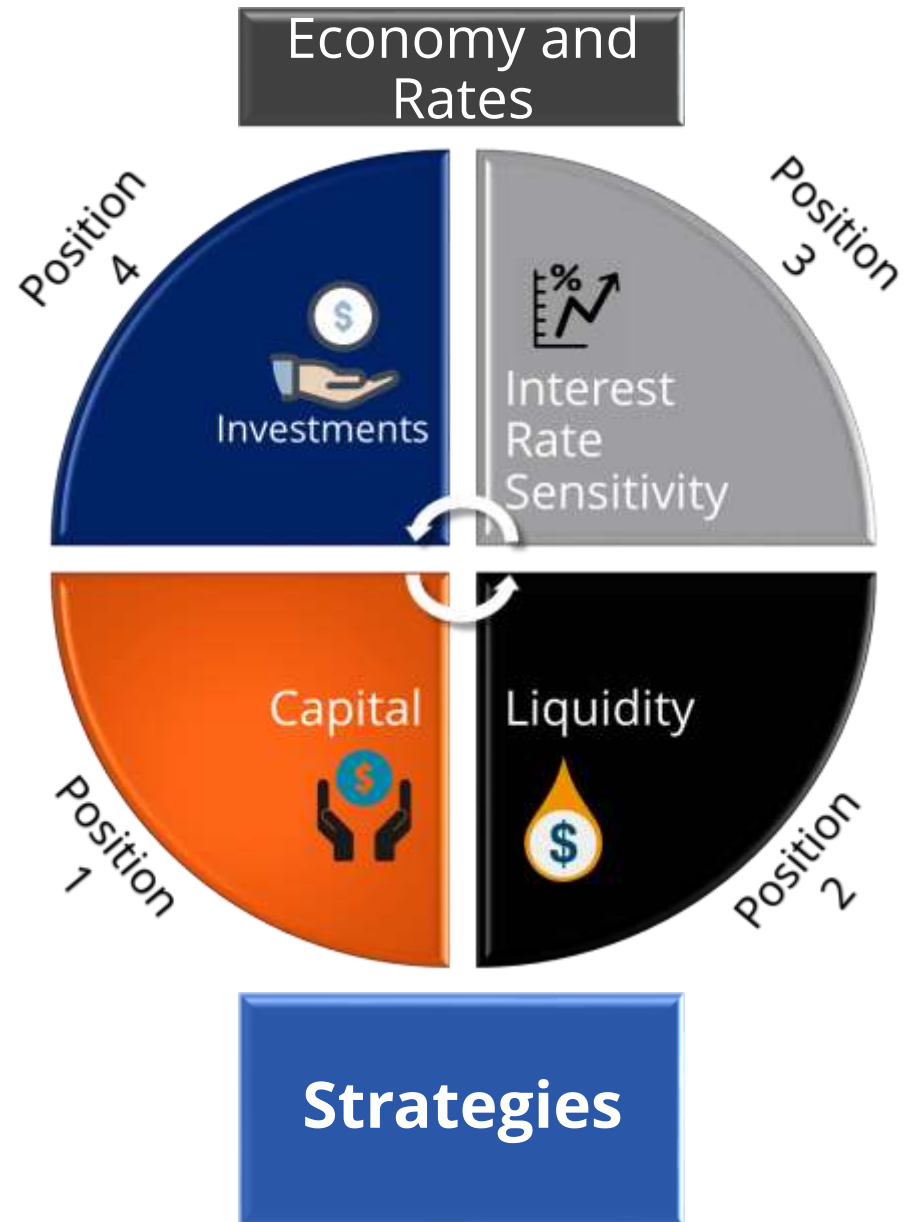 Economy and
Rates
Position
4
Position
3
$
%
Investments
Interest
Rate
Sensitivity
Capital
$
Liquidity
$
Position
1
Position
2
Strategies